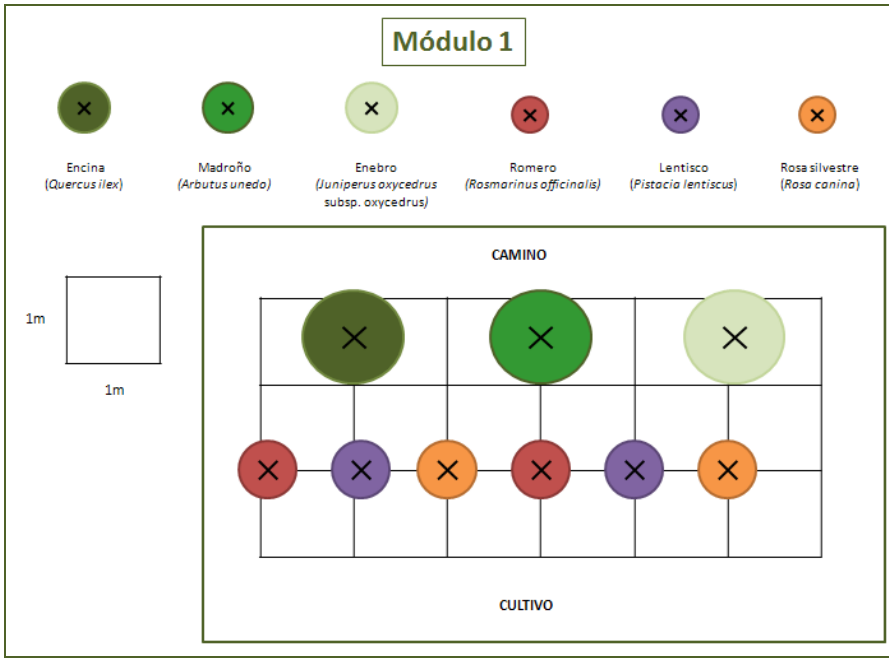 Módulo 1
Encina
(Quercus ilex)
Madroño
(Arbutus unedo)
Enebro
(Juniperus oxycedrus
subsp. oxycedrus)
Romero
(Rosmarinus officinalis)
Lentisco
(Pistacia lentiscus)
Rosa silvestre
(Rosa canina)
1m
1m
CAMINO
CULTIVO